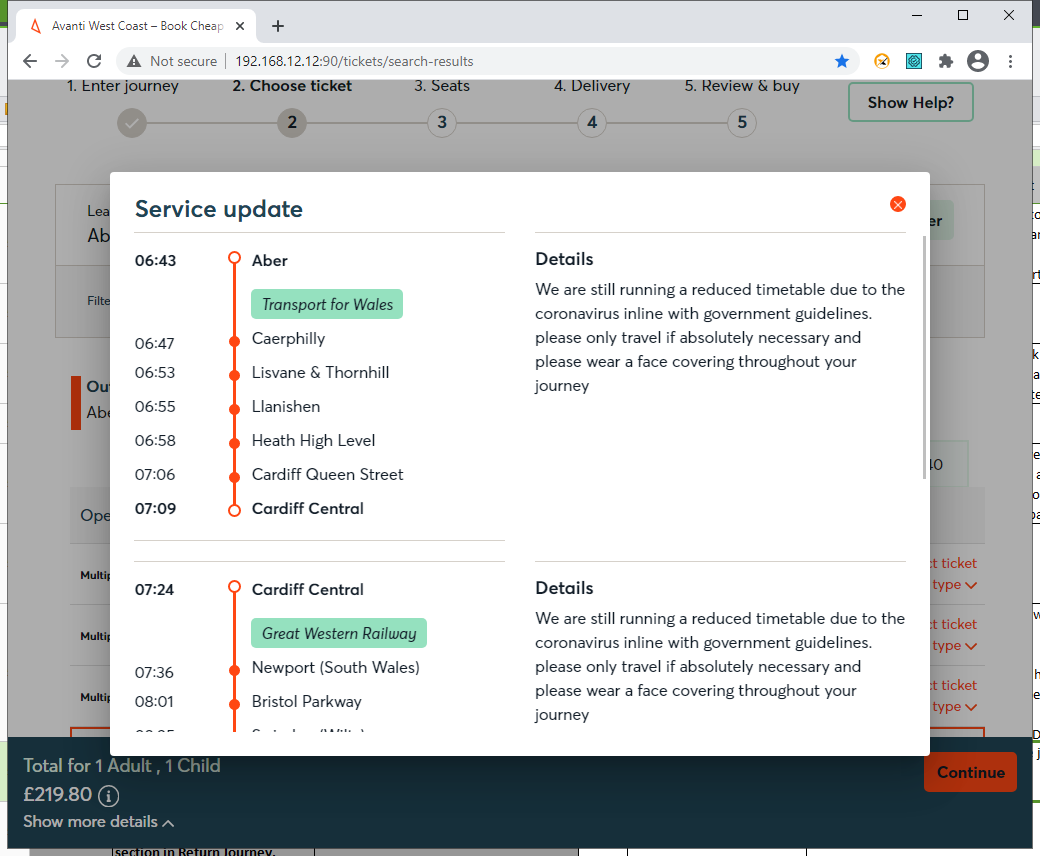 Avanti West Coast – Book Cheap
Not secure
192.168.12.12:90/tickets/search-results
1. Enter journey
2. Choose ticket
3. Seats
4. Delivery
5. Review & buy
Show Help?
2
3
4
5
Service update
06:43 Aber
Transport for Wales
06:47 Caerphilly
06:53 Lisvane & Thornhill
06:55 Llanishen
06:58 Heath High Level
07:06 Cardiff Queen Street
07:09 Cardiff Central
Details
We are still running a reduced timetable due to the
coronavirus inline with government guidelines.
please only travel if absolutely necessary and
please wear a face covering throughout your
journey
07:24 Cardiff Central
Great Western Railway
07:36 Newport (South Wales)
08:01 Bristol Parkway
Details
We are still running a reduced timetable due to the
coronavirus inline with government guidelines.
please only travel if absolutely necessary and
please wear a face covering throughout your
journey
ticket
type
ticket
type
ticket
type
Total for 1 Adult , 1 Child
£219.80
Show more details
Continue
section in Return Journey.